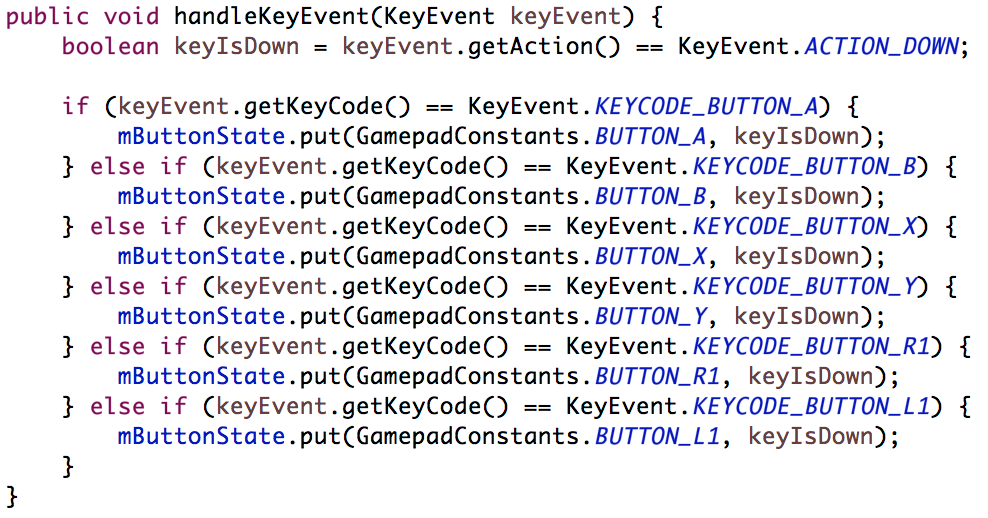 public void handleKeyEvent(KeyEvent keyEvent) {
    boolean keyIsDown = keyEvent.getAction() == KeyEvent.ACTION_DOWN;

    if (keyEvent.getKeyCode() == KeyEvent.KEYCODE_BUTTON_A) {
        mButtonState.put(GamepadConstants.BUTTON_A, keyIsDown);
    } else if (keyEvent.getKeyCode() == KeyEvent.KEYCODE_BUTTON_B) {
        mButtonState.put(GamepadConstants.BUTTON_B, keyIsDown);
    } else if (keyEvent.getKeyCode() == KeyEvent.KEYCODE_BUTTON_X) {
        mButtonState.put(GamepadConstants.BUTTON_X, keyIsDown);
    } else if (keyEvent.getKeyCode() == KeyEvent.KEYCODE_BUTTON_Y) {
        mButtonState.put(GamepadConstants.BUTTON_Y, keyIsDown);
    } else if (keyEvent.getKeyCode() == KeyEvent.KEYCODE_BUTTON_R1) {
        mButtonState.put(GamepadConstants.BUTTON_R1, keyIsDown);
    } else if (keyEvent.getKeyCode() == KeyEvent.KEYCODE_BUTTON_L1) {
        mButtonState.put(GamepadConstants.BUTTON_L1, keyIsDown);
    }
}